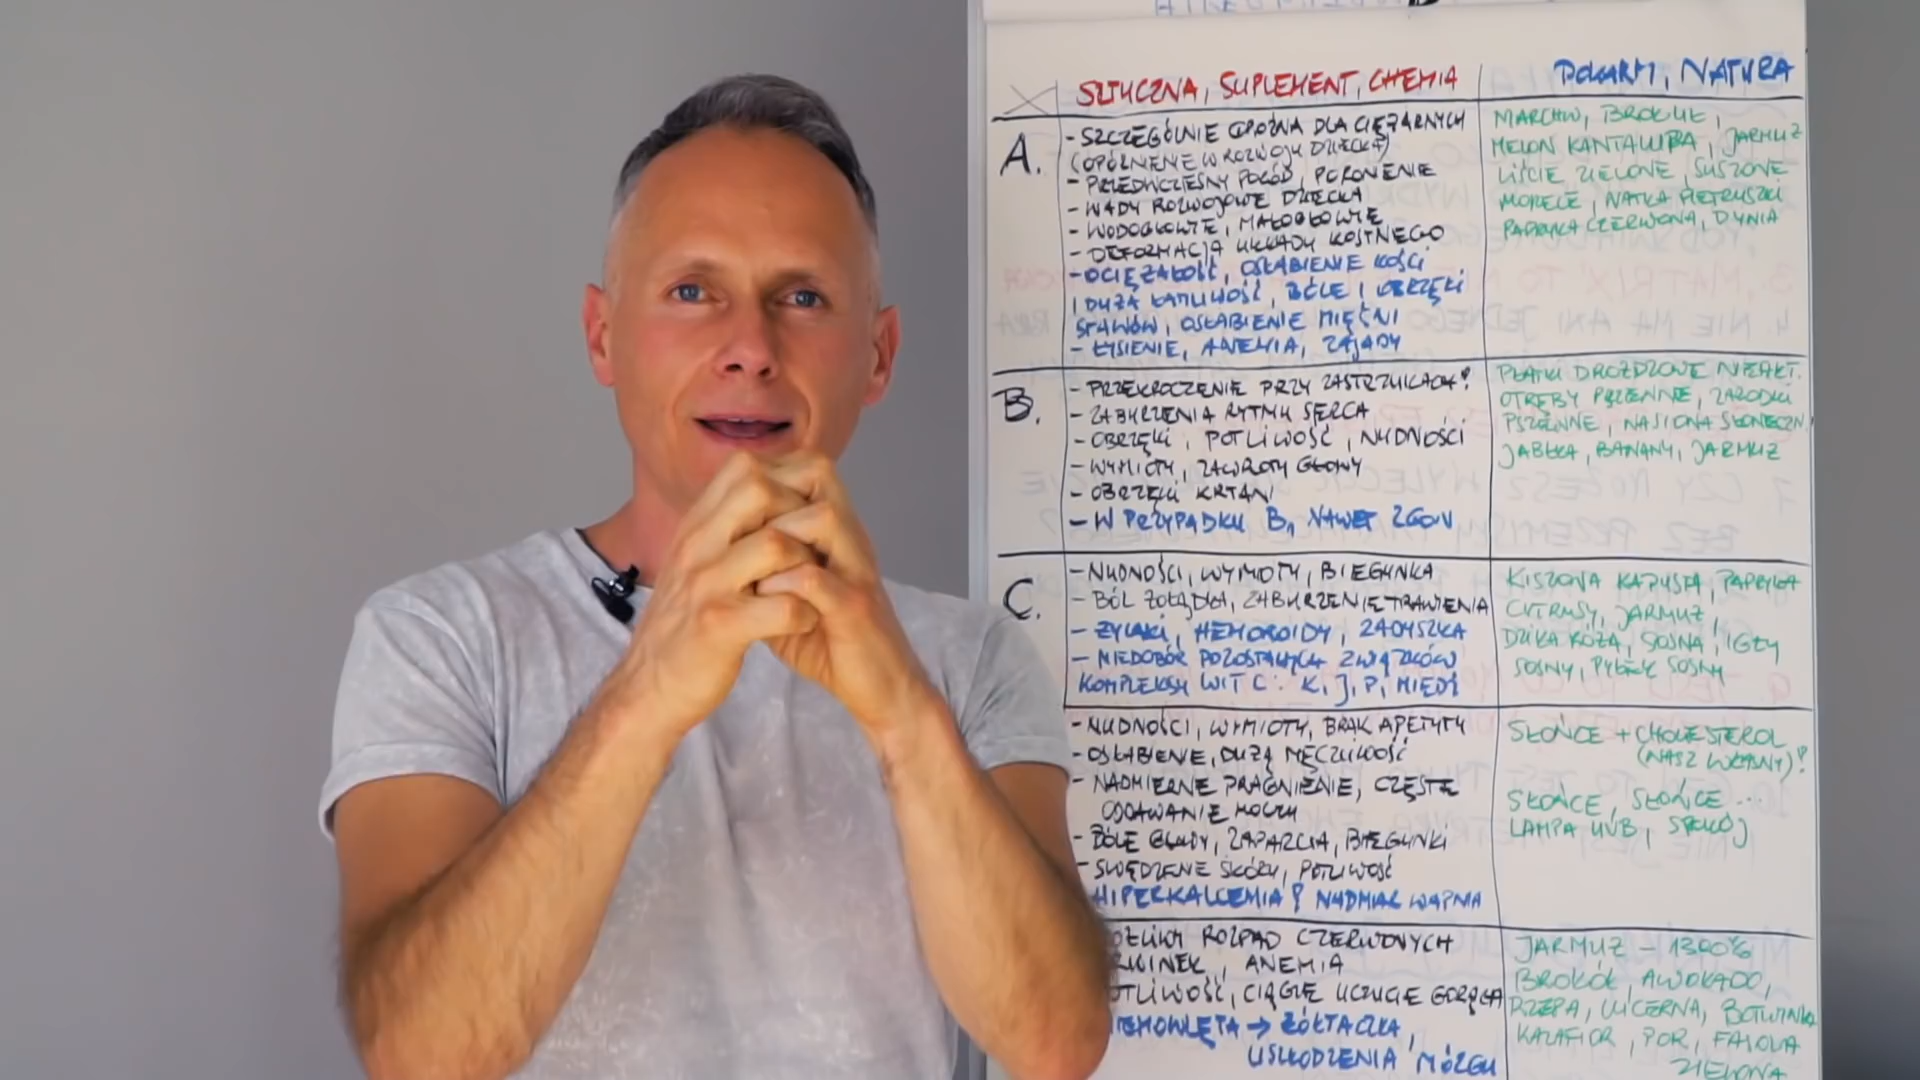 SZTUCZNA, SUPLEMENT, CHEMIA
POKARM, NATURA
A.
- SZCZEGÓLNIE GROŹNA DLA CIĘŻARNYCH
(OPÓŹNIENIE W ROZWOJU DZIECKA)
- PRZEDWCZESNY PORÓD, PORONIENIE
- WADY ROZWOJOWE DZIECKA
- WODOGŁOWIE, MAŁOGŁOWIE
- DEFORMACJA UKŁADU KOSTNEGO
- OCIĘŻAŁOŚĆ, OSŁABIENIE KOŚCI
I DUŻA ŁAMLIWOŚĆ, BÓLE I OBRZĘKI
STAWÓW, OSŁABIENIE MIĘŚNI
- ŁYSIENIE, ANEMIA, ZAJADY
MARCHEW, BROKUŁ,
MELON KANTALUPA, JARMUŻ
LIŚCIE ZIELONE, SUSZONE
MORELE, NATKA PIETRUSZKI
PAPRYKA CZERWONA, DYNIA
B.
- PRZEKROCZENIE PRZY ZASTRZYKACH!
- ZABURZENIA RYTMU SERCA
- OBRZĘKI, POTLIWOŚĆ, NUDNOŚCI
- WYMIOTY, ZAWROTY GŁOWY
- OBRZĘKI KRTANI
- W PRZYPADKU B1 NAWET ZGON
PŁATKI DROŻDŻOWE NIEAKT.
OTRĘBY PSZENNE, ZARODKI
PSZENNE, NASIONA SŁONECZN.
JABŁKA, BANANY, JARMUŻ
C.
- NUDNOŚCI, WYMIOTY, BIEGUNKA
- BÓL ŻOŁĄDKA, ZABURZENIE TRAWIENIA
- ŻYLAKI, HEMOROIDY, ZADYSZKA
- NIEDOBÓR POZOSTAŁYCH ZWIĄZKÓW
KOMPLEKSU WIT C: K, J, P, MIEDŹ
KISZONA KAPUSTA, PAPRYKA
CYTRUSY, JARMUŻ,
DZIKA RÓŻA, SOSNA, IGŁY
SOSNY, PYŁEK SOSNY
- NUDNOŚCI, WYMIOTY, BRAK APETYTU
- OSŁABIENIE, DUŻA MĘCZLIWOŚĆ
- NADMIERNE PRAGNIENIE, CZĘSTE
ODDAWANIE MOCZU
- BÓLE GŁOWY, ZAPARCIA, BIEGUNKI
- SWĘDZENIE SKÓRY, POTLIWOŚĆ
HIPERKALCEMIA! NADMIAR WAPNIA
SŁOŃCE + CHOLESTEROL
(NASZ WŁASNY)!
SŁOŃCE, SŁOŃCE...
LAMPA UVB, SPOKÓJ
ROZPAD CZERWONYCH
KRWINEK, ANEMIA
POTLIWOŚĆ, CIĄGŁE UCZUCIE GORĄCA
NIEMOWLĘTA → ŻÓŁTACZKA,
USZKODZENIA MÓZGU
JARMUŻ - 1300%
BROKUŁ, AWOKADO,
RZEPA, LUCERNA, BOTWINKA
KALAFIOR, POR, FASOLA
ZIELONA